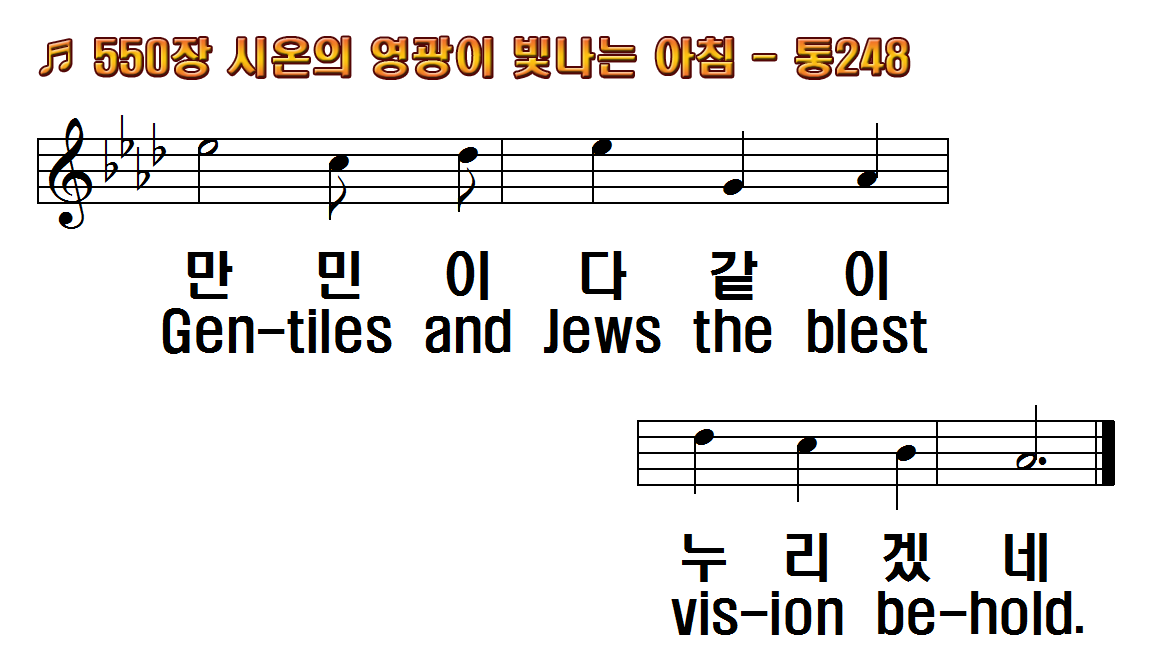 ♬ 550장 시온의 영광이 빛나는 아침 - 통248
만 민 이 다 같 이
Gen-tiles and Jews the blest
누 리 겠 네
vis-ion be-hold.